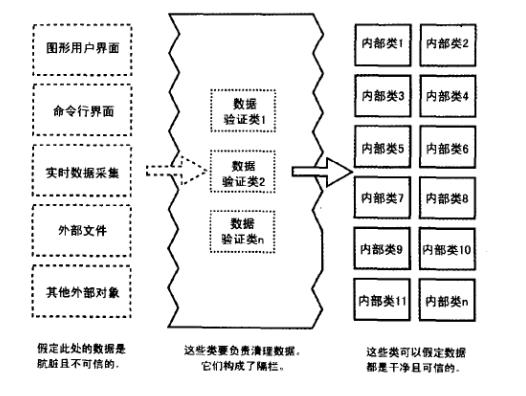 图形用户界面
命令行界面
实时数据采集
外部文件
其他外部对象
假定此处的数据是
肮脏且不可信的.
数据
验证类1
数据
验证类2
数据
验证类n
这些类要负责清理数据.
它们构成了隔栏。
内部类1 内部类2
内部类3 内部类4
内部类5 内部类6
内部类7 内部类8
内部类9 内部类10
内部类11 内部类n
这些类可以假定数据
都是干净且可信的.